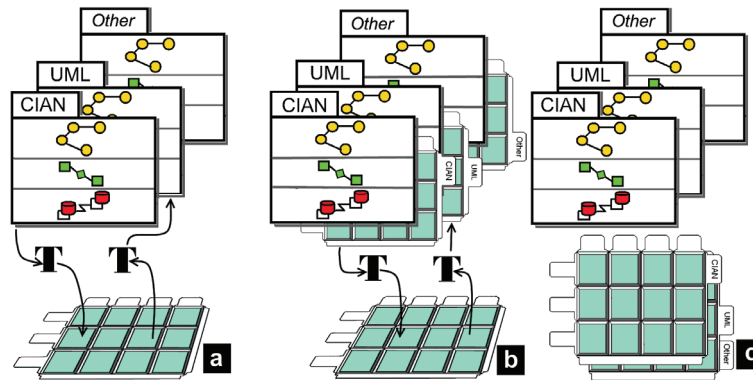 Other
UML
CIAN
T
T
a
Other
UML
CIAN
CIAN
UML
Other
T
T
b
Other
UML
CIAN
CIAN
UML
Other
c